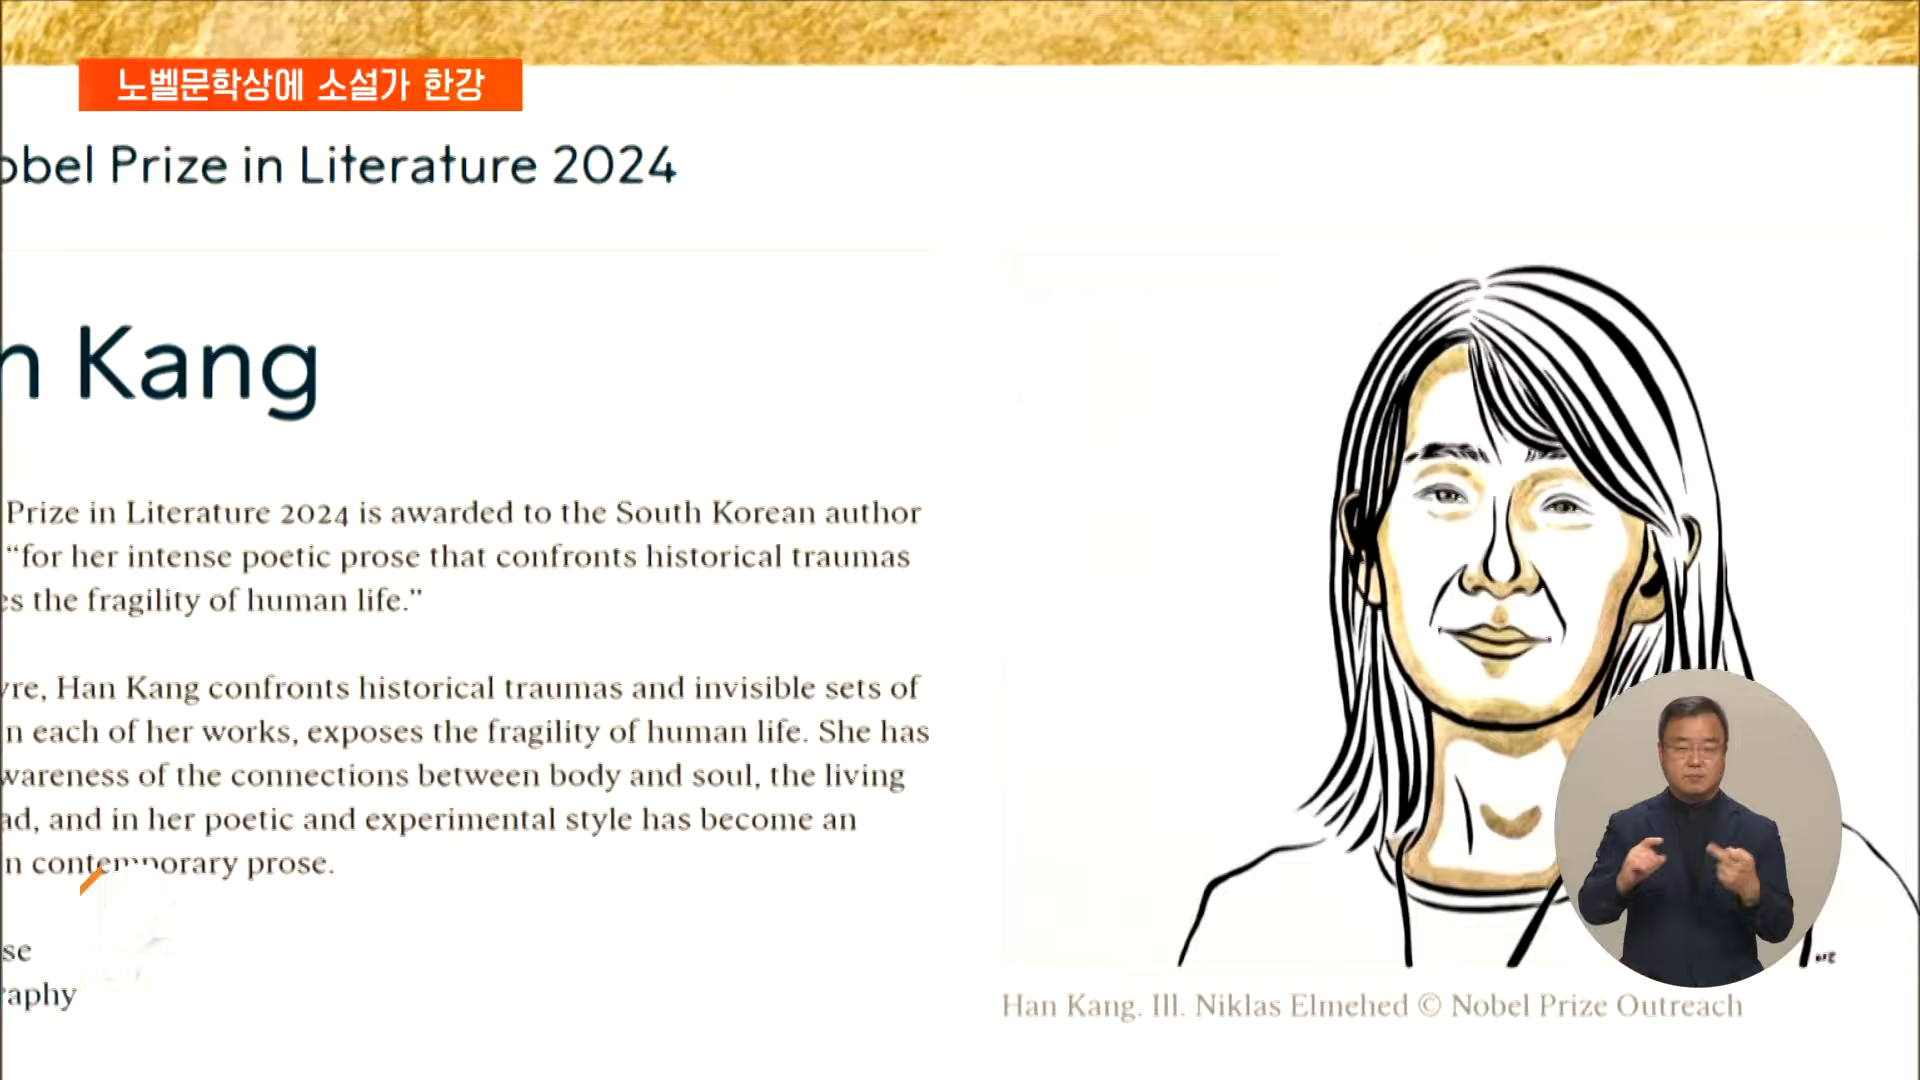 노벨문학상에 소설가 한강
obel Prize in Literature 2024
n Kang
Prize in Literature 2024 is awarded to the South Korean author
“for her intense poetic prose that confronts historical traumas
es the fragility of human life.”
vre, Han Kang confronts historical traumas and invisible sets of
n each of her works, exposes the fragility of human life. She has
wareness of the connections between body and soul, the living
ad, and in her poetic and experimental style has become an
n contemporary prose.
se
raphy
Han Kang. Ill. Niklas Elmehed © Nobel Prize Outreach